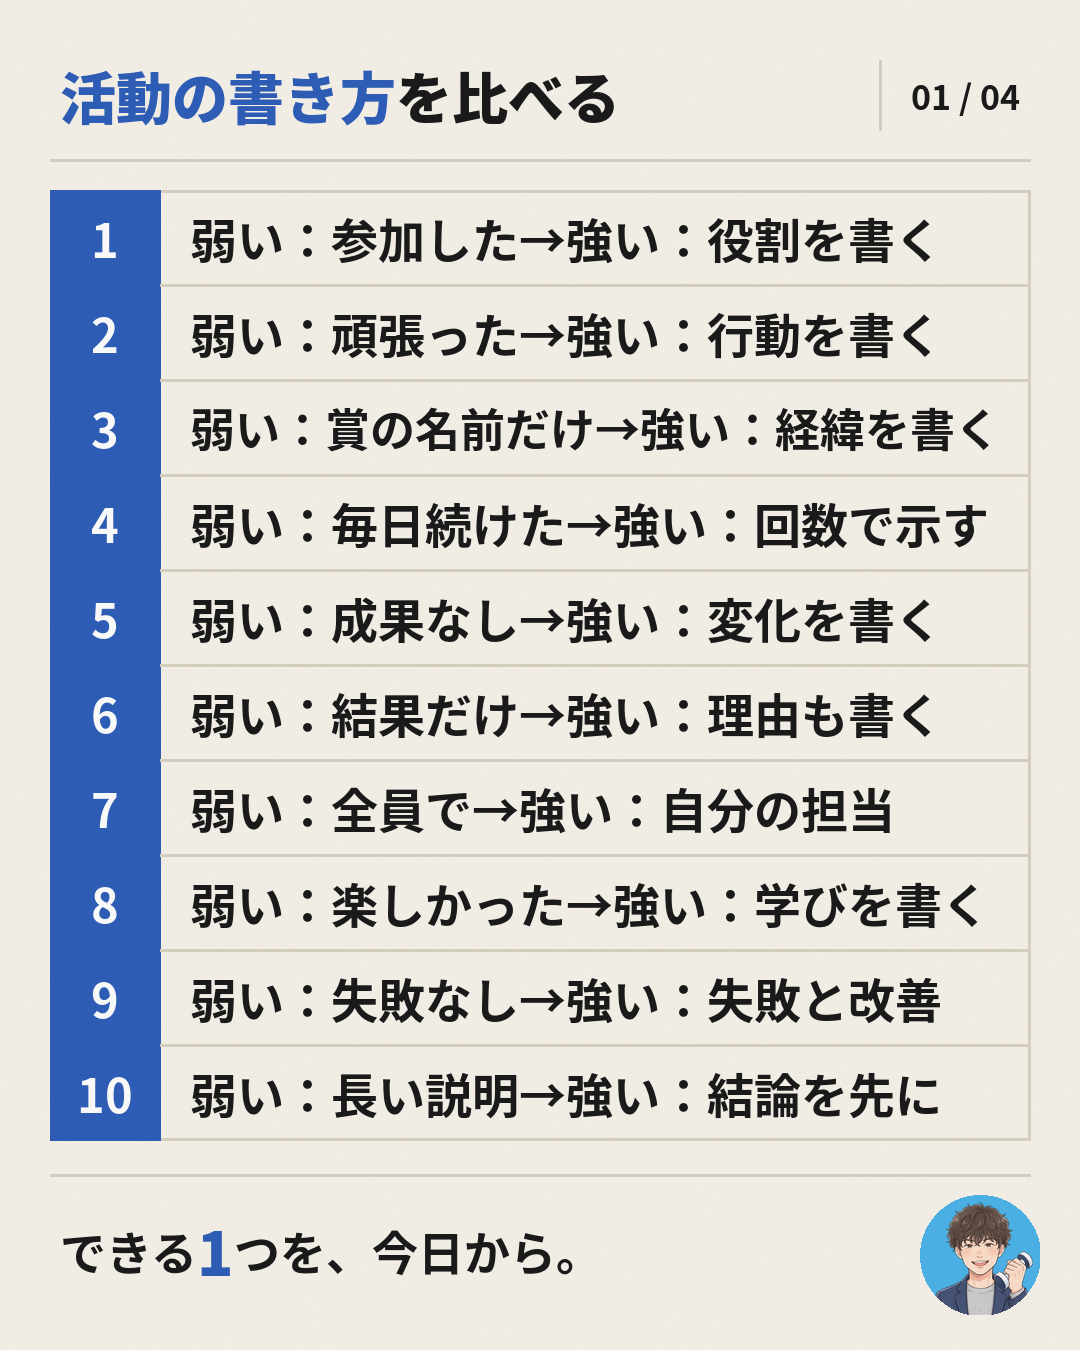 活動の書き方を比べる
01 / 04
1 弱い：参加した→強い：役割を書く
2 弱い：頑張った→強い：行動を書く
3 弱い：賞の名前だけ→強い：経緯を書く
4 弱い：毎日続けた→強い：回数で示す
5 弱い：成果なし→強い：変化を書く
6 弱い：結果だけ→強い：理由も書く
7 弱い：全員で→強い：自分の担当
8 弱い：楽しかった→強い：学びを書く
9 弱い：失敗なし→強い：失敗と改善
10 弱い：長い説明→強い：結論を先に
できる1つを、今日から。